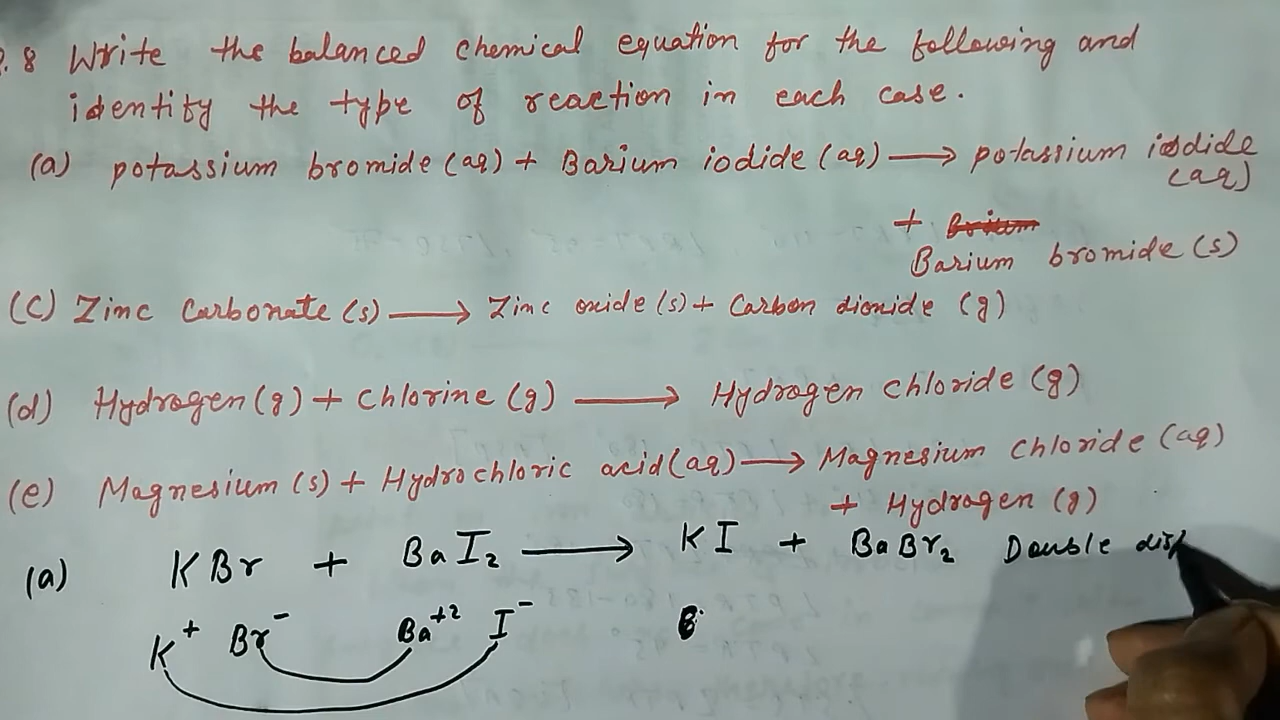 .8 Write the balanced chemical equation for the following and
identify the type of reaction in each case.
(a) potassium bromide (aq) + Barium iodide (aq) ⟶ potassium iodide
(aq)
+
Barium bromide (s)
(C) Zinc Carbonate (s) ⟶ Zinc oxide (s) + Carbon dioxide (g)
(d) Hydrogen (g) + Chlorine (g) ⟶ Hydrogen chloride (g)
(e) Magnesium (s) + Hydrochloric acid (aq) ⟶ Magnesium chloride (aq)
+ Hydrogen (g)
(a) KBr + BaI₂ ⟶ KI + BaBr₂ Double disp
K⁺ Br⁻ Ba⁺² I⁻